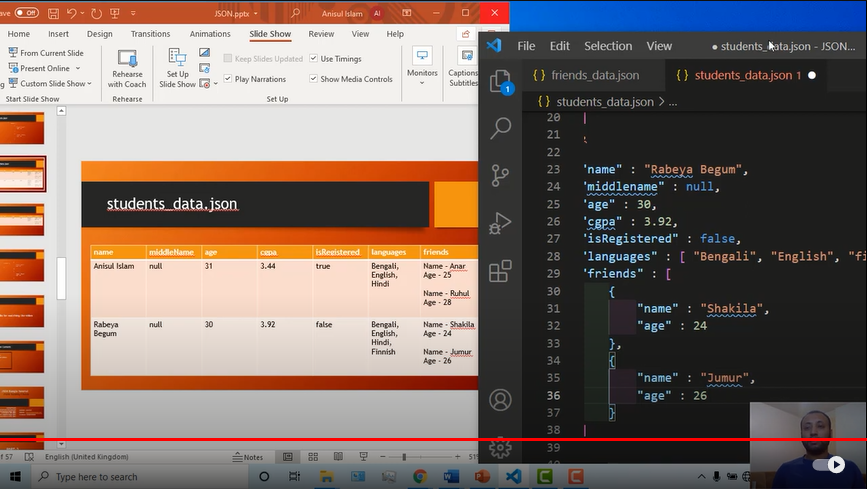 ave Off
JSON.pptx
Anisul Islam AI
Home Insert Design Transitions Animations Slide Show Review View Help
From Current Slide
Present Online
Custom Slide Show
Start Slide Show
Rehearse
with Coach
Rehearse
Set Up
Slide Show
Keep Slides Updated
Use Timings
Play Narrations
Show Media Controls
Set Up
Monitors
Captions
Subtitles
students_data.json
name middleName age cgpa isRegistered languages friends
Anisul Islam null 31 3.44 true Bengali, Name - Anar
English, Age - 25
Hindi
Name - Ruhul
Age - 28
Rabeya null 30 3.92 false Bengali, Name - Shakila
Begum English, Age - 24
Hindi,
Finnish Name - Jumur
Age - 26
of 57 English (United Kingdom) Notes
Type here to search
File Edit Selection View
● students_data.json - JSON...
{} friends_data.json
{} students_data.json 1 ●
{} students_data.json > ...
1
20
21
22
23 "name" : "Rabeya Begum",
24 "middlename" : null,
25 "age" : 30,
26 "cgpa" : 3.92,
27 "isRegistered" : false,
28 "languages" : [ "Bengali", "English", "fi
29 "friends" : [
30 {
31 "name" : "Shakila",
32 "age" : 24
33 },
34 {
35 "name" : "Jumur",
36 "age" : 26
37 }
38 ]
39